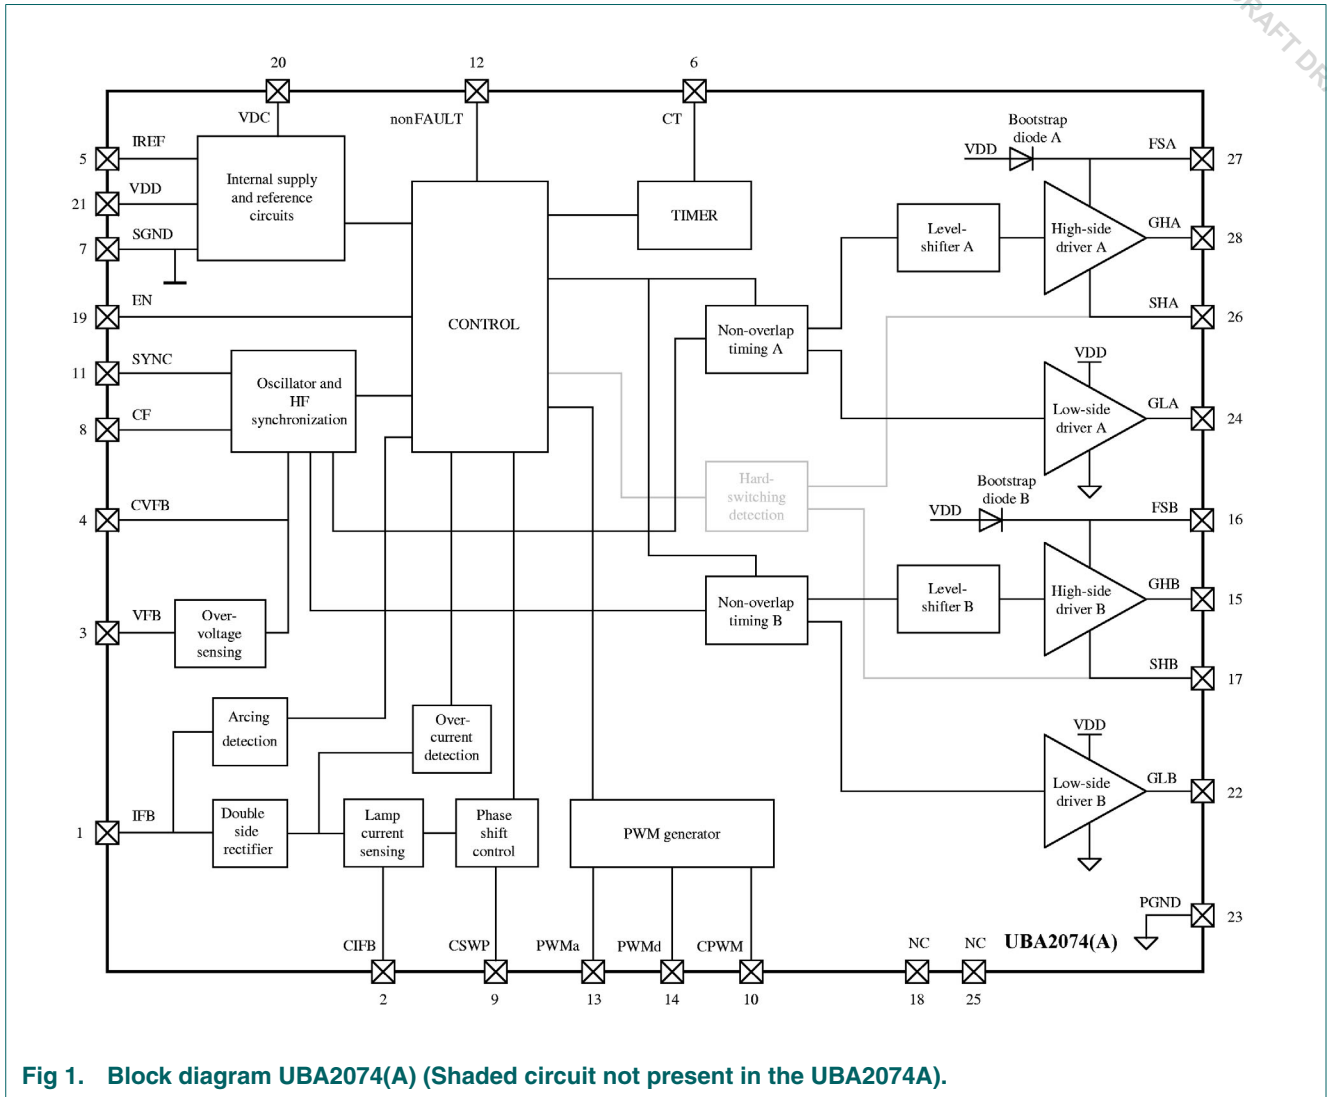 DRAFT DRA
20
12
6
VDC
nonFAULT
CT
Bootstrap
diode A
5
IREF
VDD
FSA
27
Internal supply
and reference
circuits
21
VDD
TIMER
7
SGND
Level-
shifter A
High-side
driver A
GHA
28
19
EN
CONTROL
Non-overlap
timing A
SHA
26
11
SYNC
Oscillator and
HF
synchronization
VDD
8
CF
Low-side
driver A
GLA
24
Hard-
switching
detection
Bootstrap
diode B
4
CVFB
VDD
FSB
16
3
VFB
Over-
voltage
sensing
Non-overlap
timing B
Level-
shifter B
High-side
driver B
GHB
15
SHB
17
Arcing
detection
Over-
current
detection
VDD
1
IFB
Double
side
rectifier
Lamp
current
sensing
Phase
shift
control
PWM generator
Low-side
driver B
GLB
22
PGND
23
CIFB
CSWP
PWMa
PWMd
CPWM
NC
NC
UBA2074(A)
2
9
13
14
10
18
25
Fig 1. Block diagram UBA2074(A) (Shaded circuit not present in the UBA2074A).